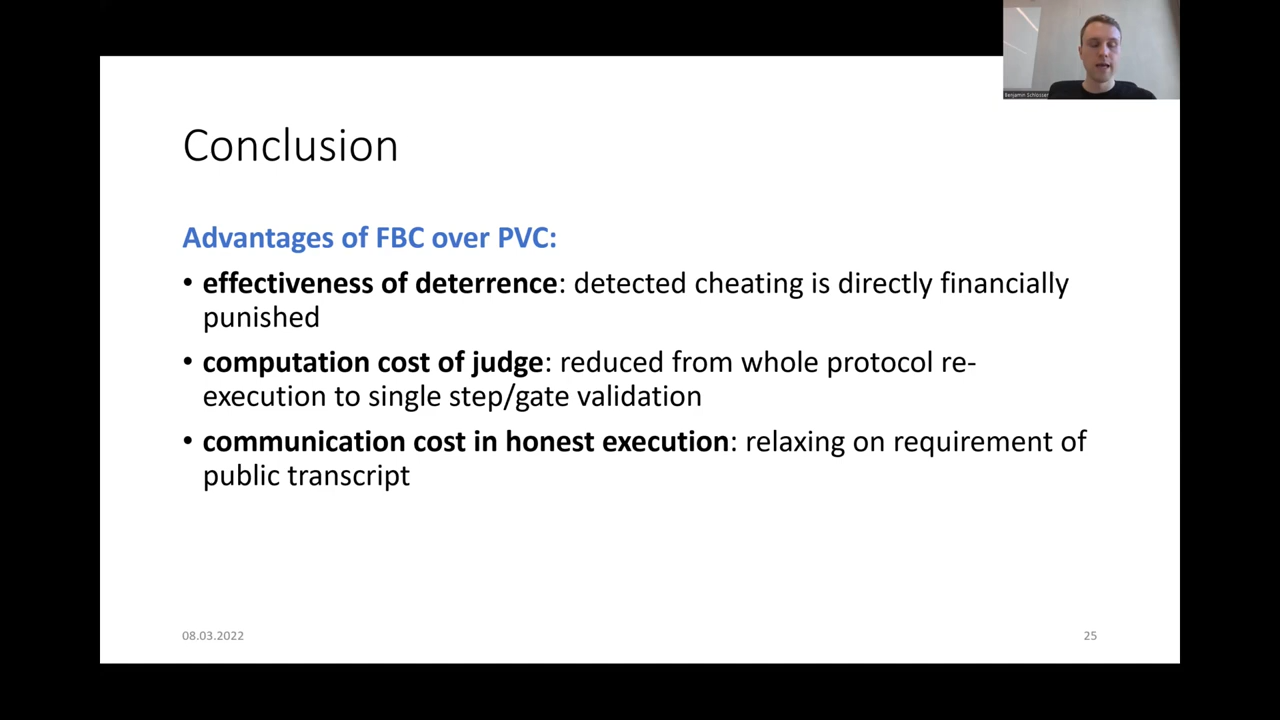 Benjamin Schlosser
Conclusion
Advantages of FBC over PVC:
• effectiveness of deterrence: detected cheating is directly financially
punished
• computation cost of judge: reduced from whole protocol re-
execution to single step/gate validation
• communication cost in honest execution: relaxing on requirement of
public transcript
08.03.2022
25